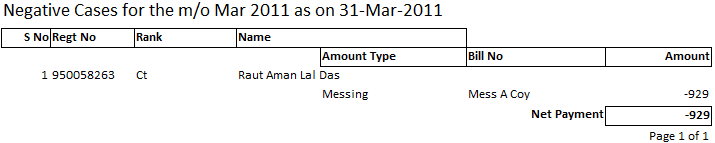 Negative Cases for the m/o Mar 2011 as on 31-Mar-2011
S No Regt No Rank Name
Amount Type Bill No Amount
1 950058263 Ct Raut Aman Lal Das
Messing Mess A Coy -929
Net Payment -929
Page 1 of 1